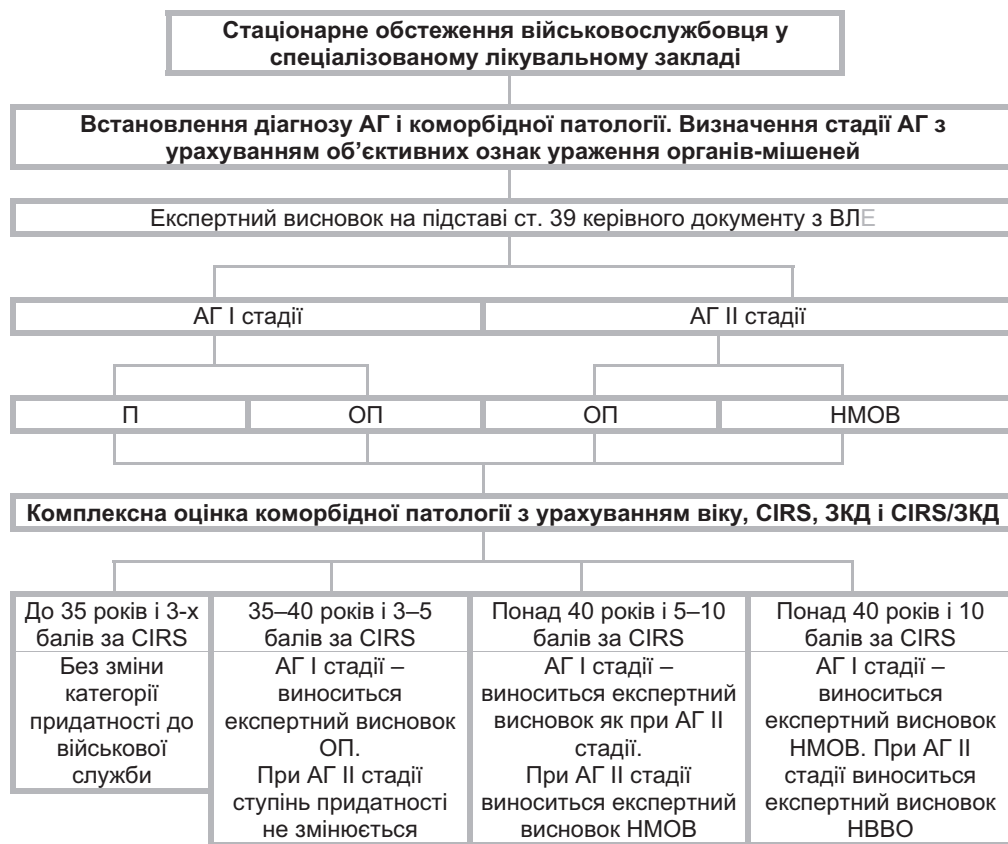 Стаціонарне обстеження військовослужбовця у
спеціалізованому лікувальному закладі
Встановлення діагнозу АГ і коморбідної патології. Визначення стадії АГ з
урахуванням об’єктивних ознак ураження органів-мішеней
Експертний висновок на підставі ст. 39 керівного документу з ВЛЕ
АГ I стадії
АГ II стадії
П
ОП
ОП
НМОВ
Комплексна оцінка коморбідної патології з урахуванням віку, CIRS, ЗКД і CIRS/ЗКД
До 35 років і 3-х
балів за CIRS
Без зміни
категорії
придатності до
військової
служби
35–40 років і 3–5
балів за CIRS
АГ I стадії –
виноситься
експертний висновок
ОП.
При АГ II стадії
ступінь придатності
не змінюється
Понад 40 років і 5–10
балів за CIRS
АГ I стадії –
виноситься експертний
висновок як при АГ II
стадії.
При АГ II стадії
виноситься експертний
висновок НМОВ
Понад 40 років і 10
балів за CIRS
АГ I стадії –
виноситься
експертний висновок
НМОВ. При АГ II
стадії виноситься
експертний висновок
НВВО